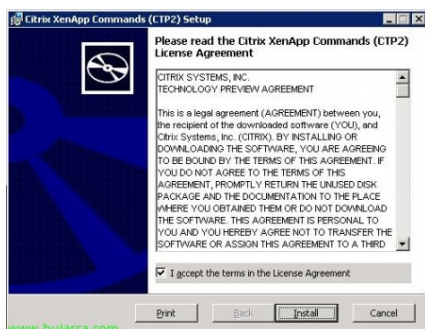 Citrix XenApp Commands (CTP2) Setup
Please read the Citrix XenApp Commands (CTP2)
License Agreement
CITRIX SYSTEMS, INC.
TECHNOLOGY PREVIEW AGREEMENT
This is a legal agreement (AGREEMENT) between you,
the recipient of the downloaded software (YOU), and
Citrix Systems, Inc. (CITRIX). BY INSTALLING OR
DOWNLOADING THE SOFTWARE, YOU ARE AGREEING
TO BE BOUND BY THE TERMS OF THIS AGREEMENT. IF
YOU DO NOT AGREE TO THE TERMS OF THIS
AGREEMENT, PROMPTLY RETURN THE UNUSED DISK
PACKAGE AND THE DOCUMENTATION TO THE PLACE
WHERE YOU OBTAINED THEM OR DO NOT DOWNLOAD
THE SOFTWARE. THIS AGREEMENT IS PERSONAL TO
YOU AND YOU HEREBY AGREE NOT TO TRANSFER THE
SOFTWARE OR ASSIGN THIS AGREEMENT TO A THIRD
I accept the terms in the License Agreement
Print Back Install Cancel